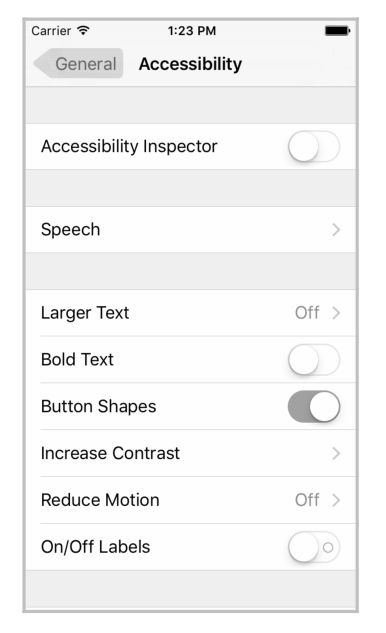 Carrier 1:23 PM
General Accessibility
Accessibility Inspector
Speech
Larger Text Off
Bold Text
Button Shapes
Increase Contrast
Reduce Motion Off
On/Off Labels